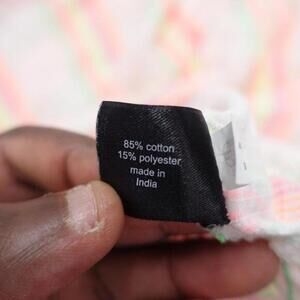 85% cotton
15% polyester
made in
India